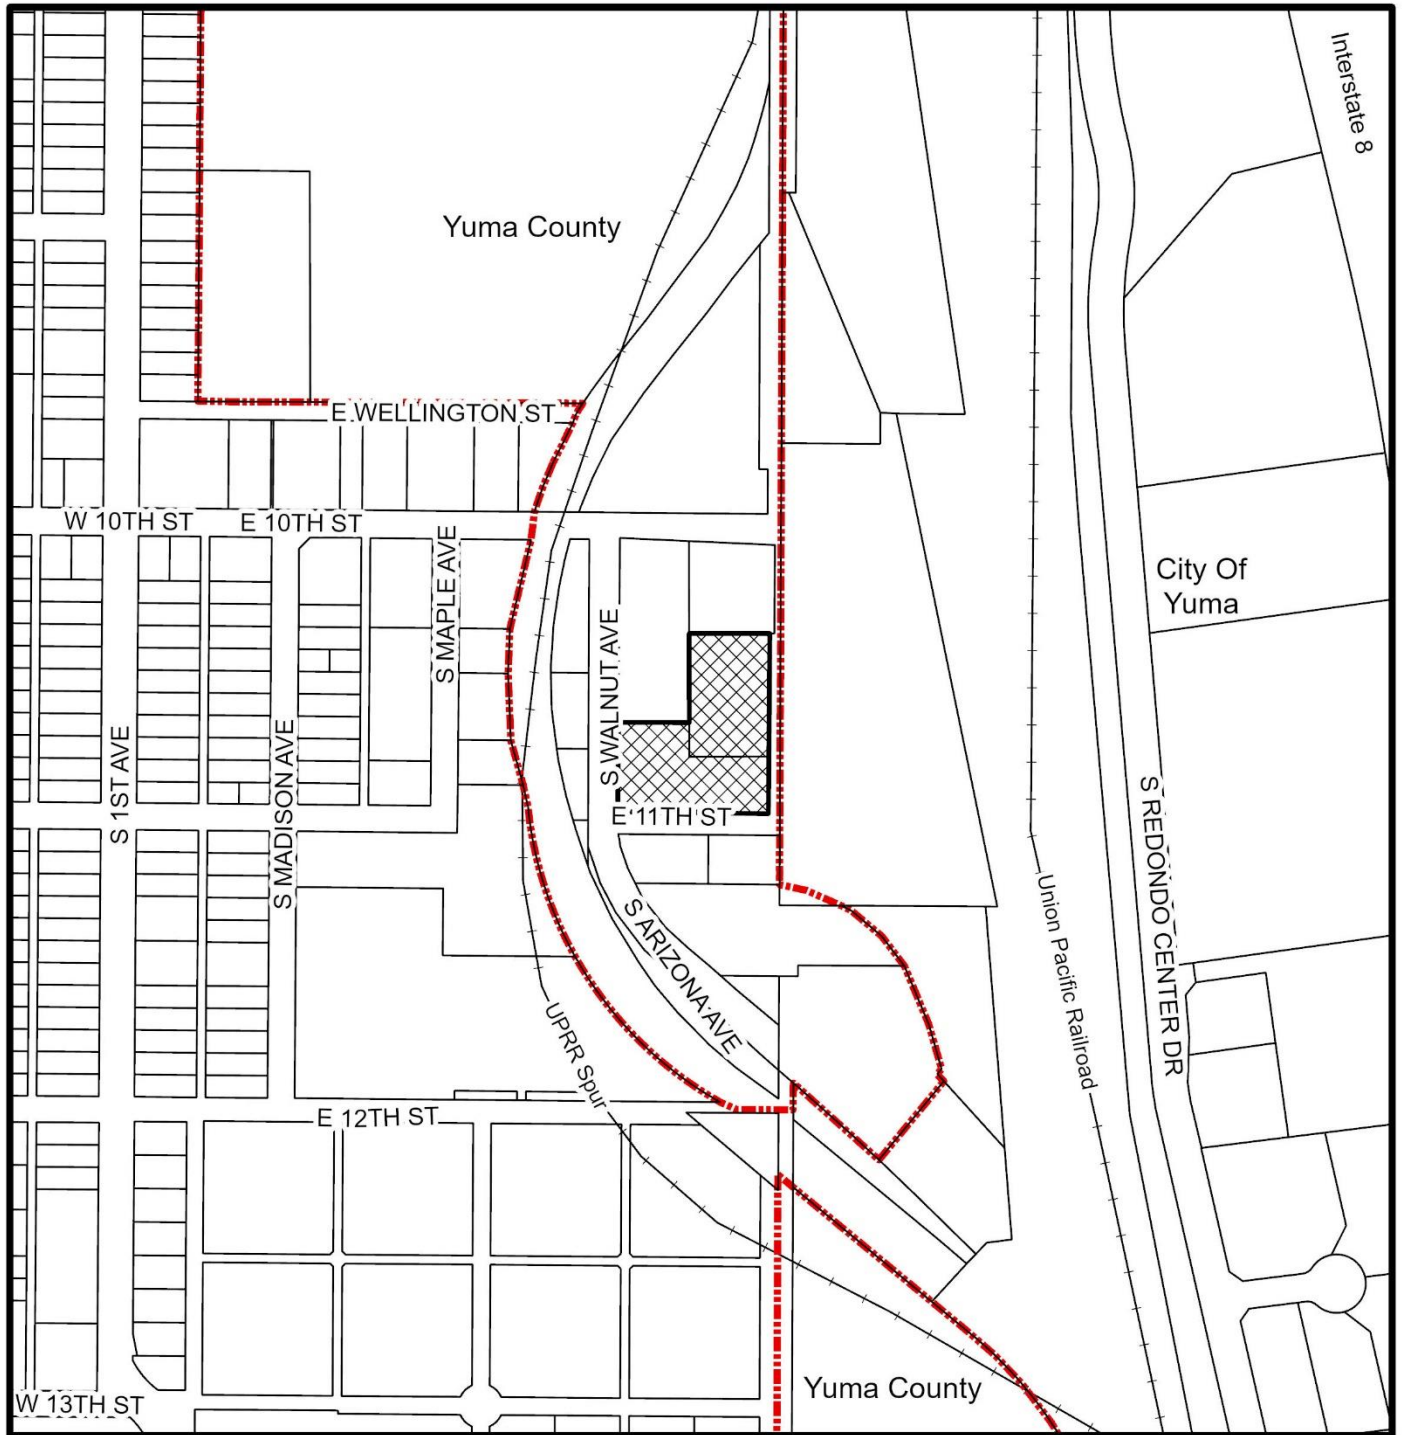 Interstate 8
Yuma County
E WELLINGTON ST
W 10TH ST
E 10TH ST
S MAPLE AVE
City Of
Yuma
S WALNUT AVE
S 1ST AVE
S MADISON AVE
E 11TH ST
S REDONDO CENTER DR
Union Pacific Railroad
S ARIZONA AVE
UPRR Spur
E 12TH ST
Yuma County
W 13TH ST